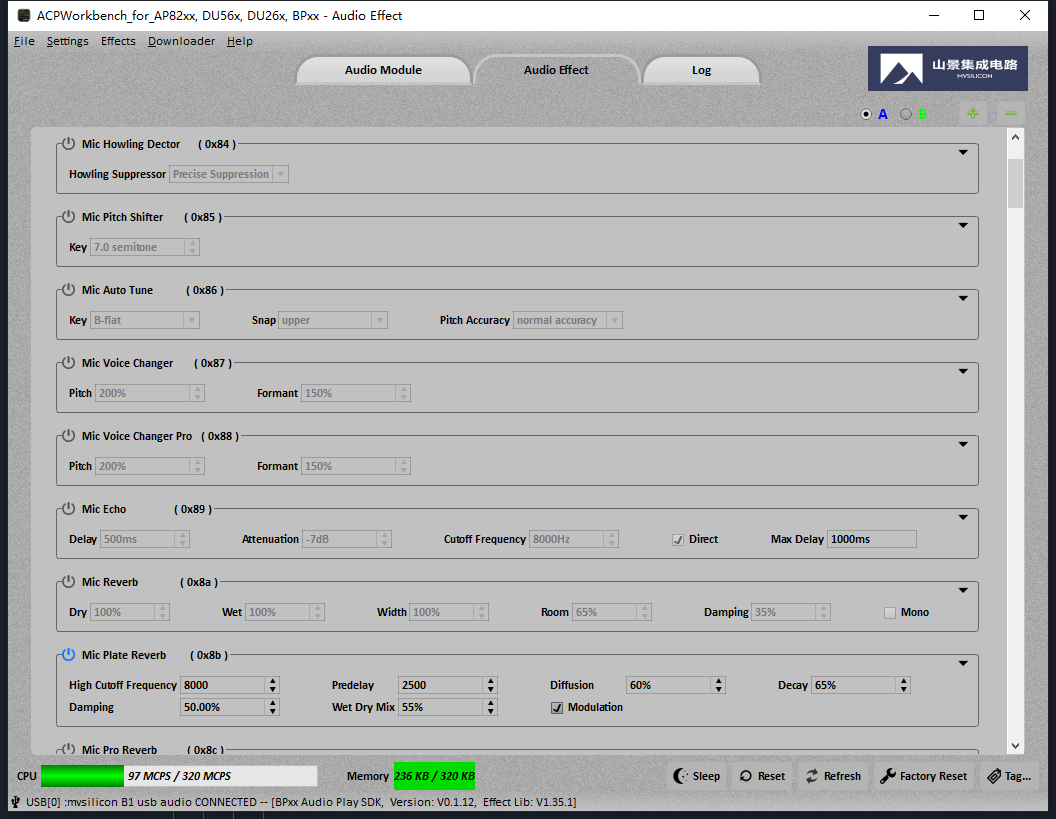 ACPWorkbench_for_AP82xx, DU56x, DU26x, BPxx - Audio Effect
File Settings Effects Downloader Help
Audio Module Audio Effect Log
山景集成电路
MVSILICON
A B
Mic Howling Dector ( 0x84 )
Howling Suppressor Precise Suppression
Mic Pitch Shifter ( 0x85 )
Key 7.0 semitone
Mic Auto Tune ( 0x86 )
Key B-flat Snap upper Pitch Accuracy normal accuracy
Mic Voice Changer ( 0x87 )
Pitch 200% Formant 150%
Mic Voice Changer Pro ( 0x88 )
Pitch 200% Formant 150%
Mic Echo ( 0x89 )
Delay 500ms Attenuation -7dB Cutoff Frequency 8000Hz Direct Max Delay 1000ms
Mic Reverb ( 0x8a )
Dry 100% Wet 100% Width 100% Room 65% Damping 35% Mono
Mic Plate Reverb ( 0x8b )
High Cutoff Frequency 8000 Predelay 2500 Diffusion 60% Decay 65%
Damping 50.00% Wet Dry Mix 55% Modulation
Mic Pro Reverb ( 0x8c )
CPU 97 MCPS / 320 MCPS Memory 236 KB / 320 KB Sleep Reset Refresh Factory Reset Tag...
USB[0] :mvsilicon B1 usb audio CONNECTED -- [BPxx Audio Play SDK, Version: V0.1.12, Effect Lib: V1.35.1]